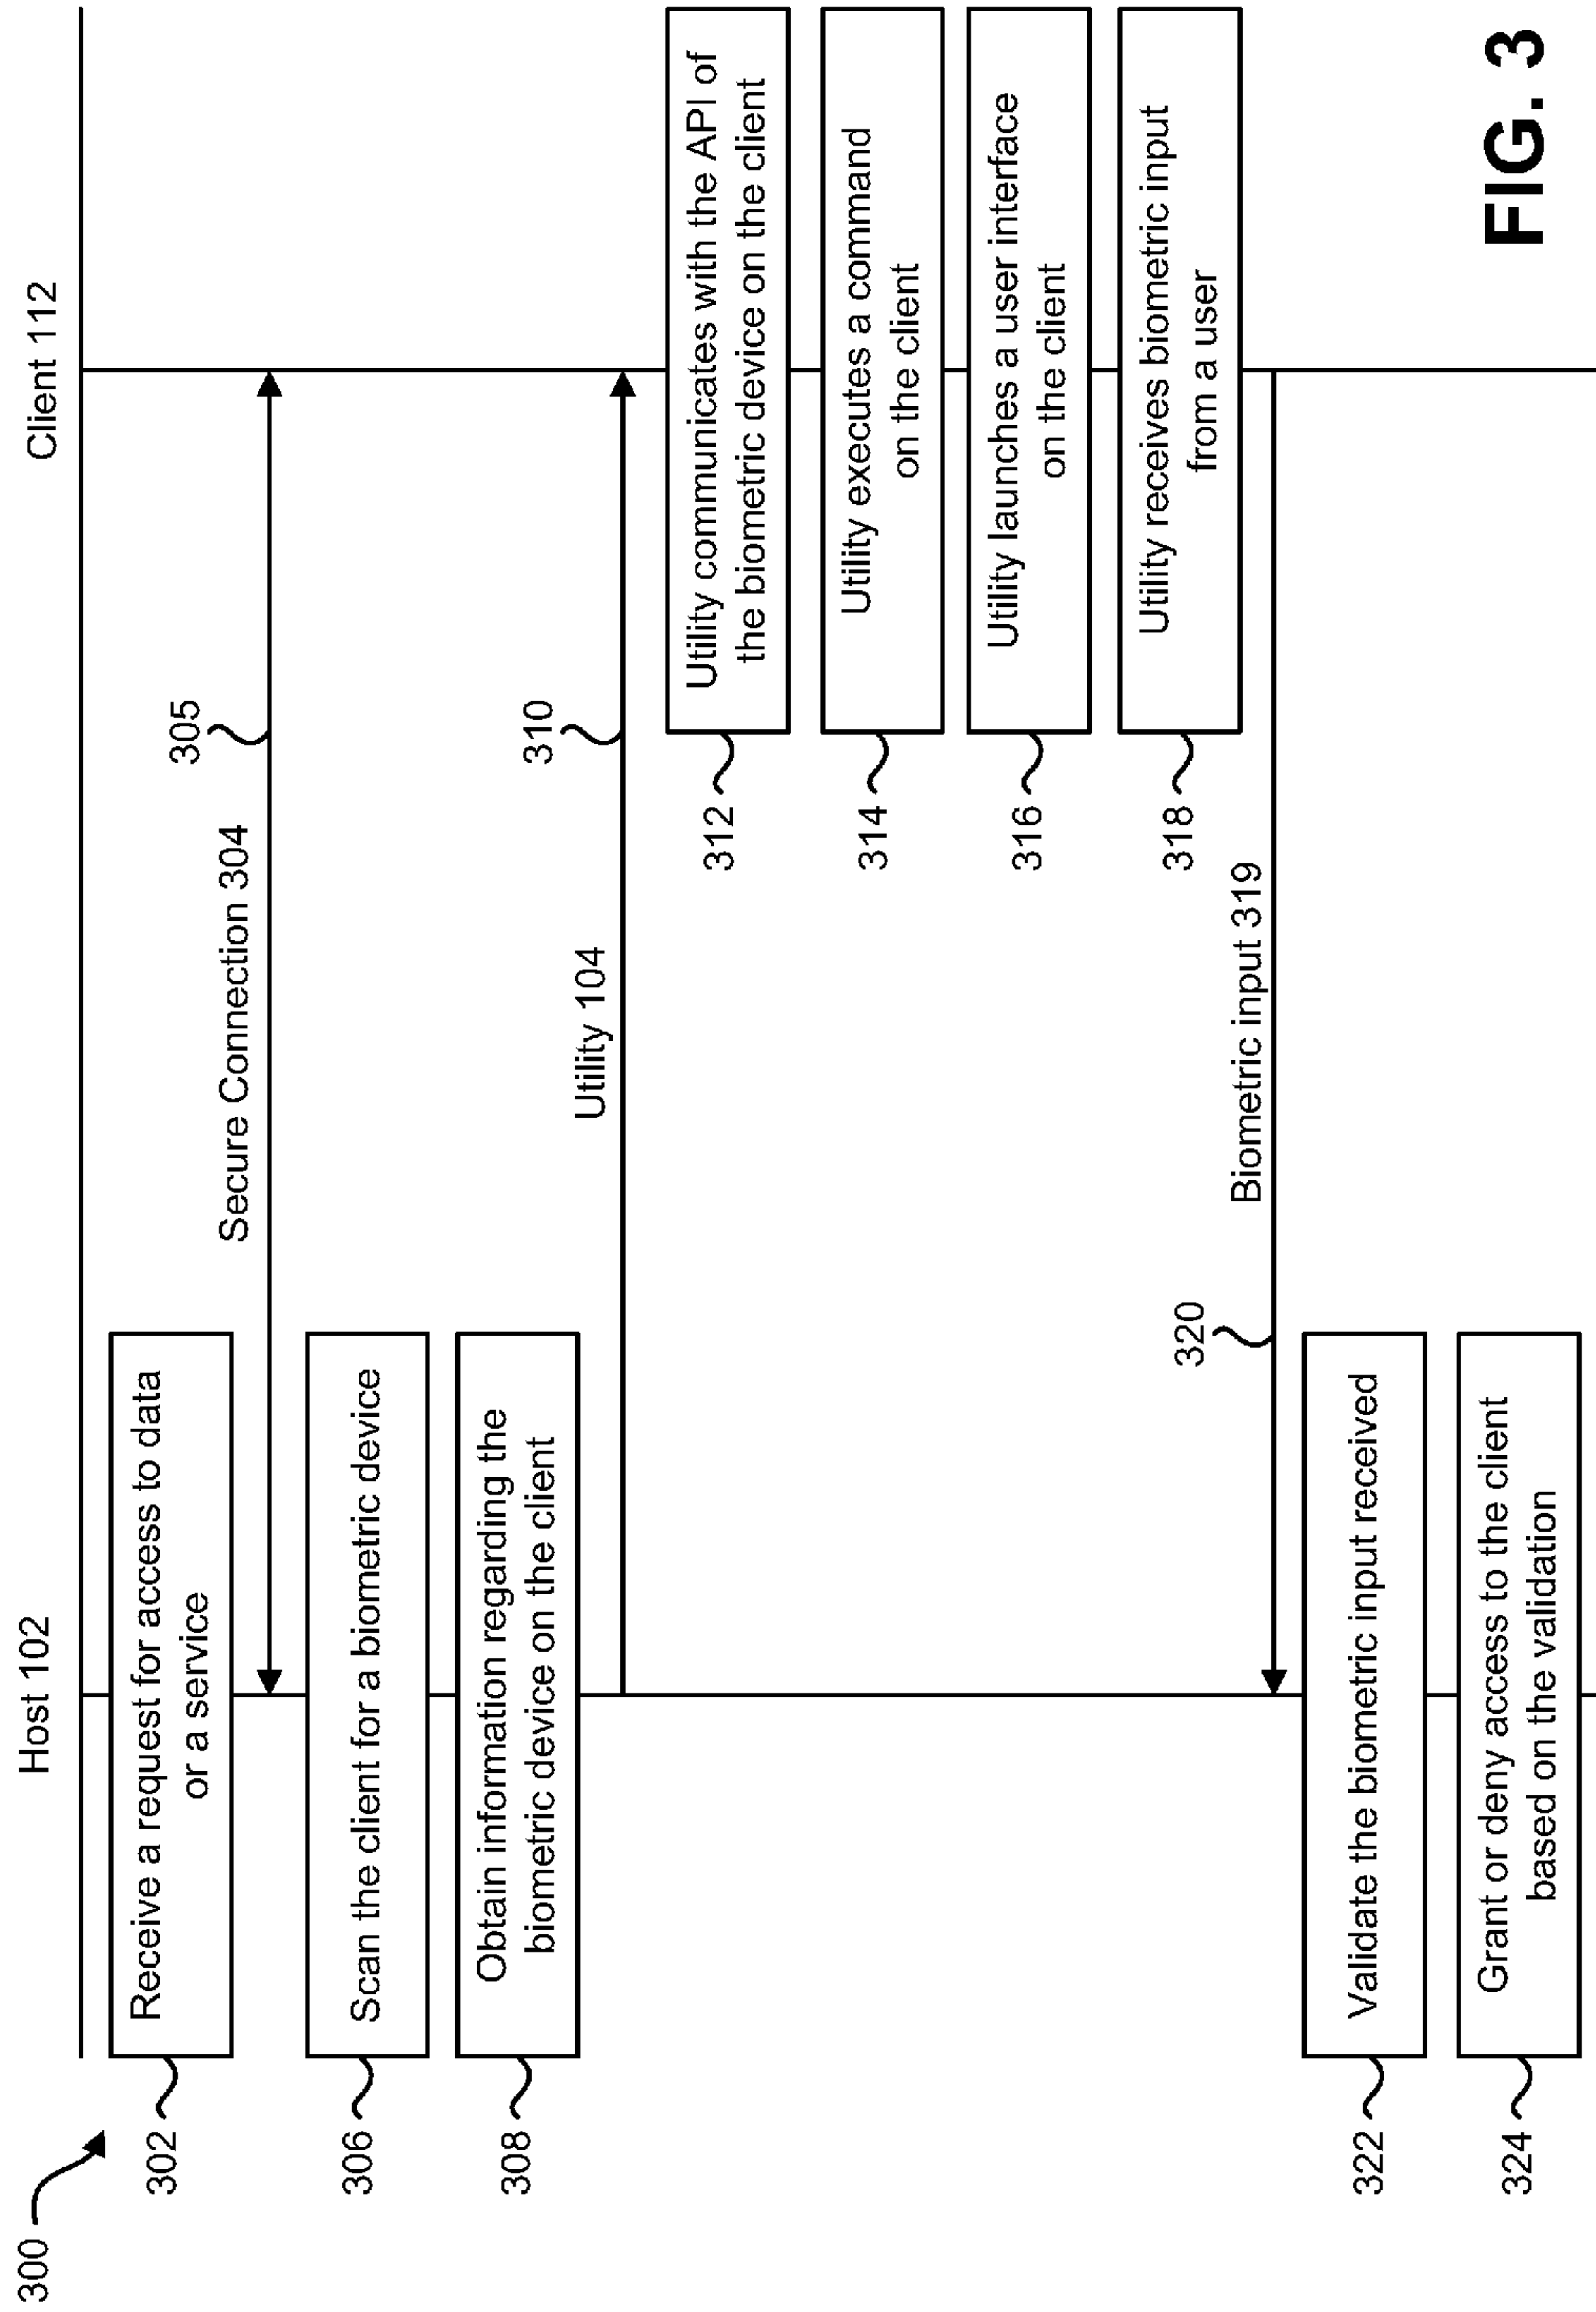 300
Host 102
Client 112
302
Receive a request for access to data
or a service
Secure Connection 304
305
306
Scan the client for a biometric device
308
Obtain information regarding the
biometric device on the client
Utility 104
310
312
Utility communicates with the API of
the biometric device on the client
314
Utility executes a command
on the client
316
Utility launches a user interface
on the client
318
Utility receives biometric input
from a user
320
Biometric input 319
322
Validate the biometric input received
324
Grant or deny access to the client
based on the validation
FIG. 3